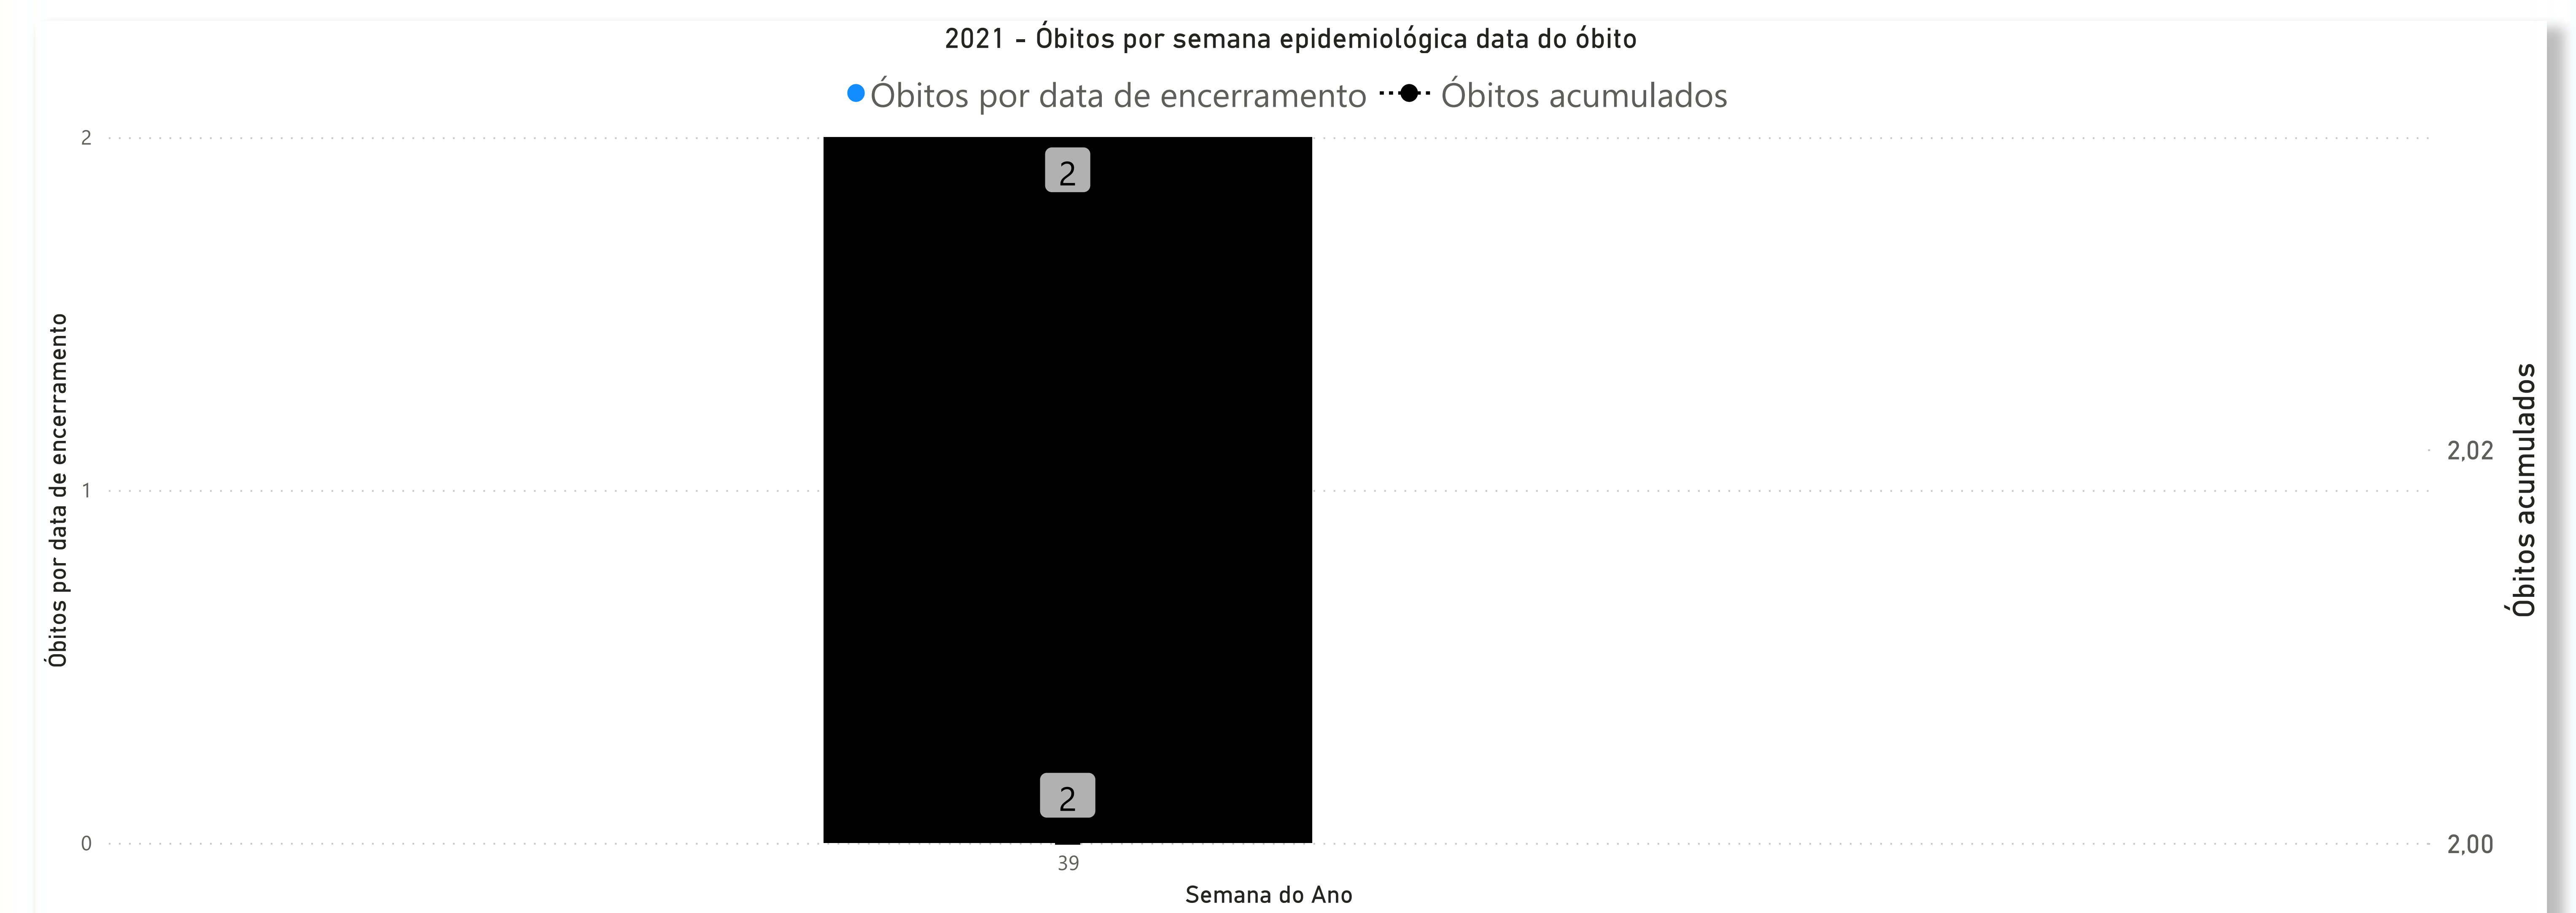 2021 - Óbitos por semana epidemiológica data do óbito
Óbitos por data de encerramento Óbitos acumulados
2
2
Óbitos por data de encerramento
Óbitos acumulados
2,02
1
2
0
2,00
39
Semana do Ano